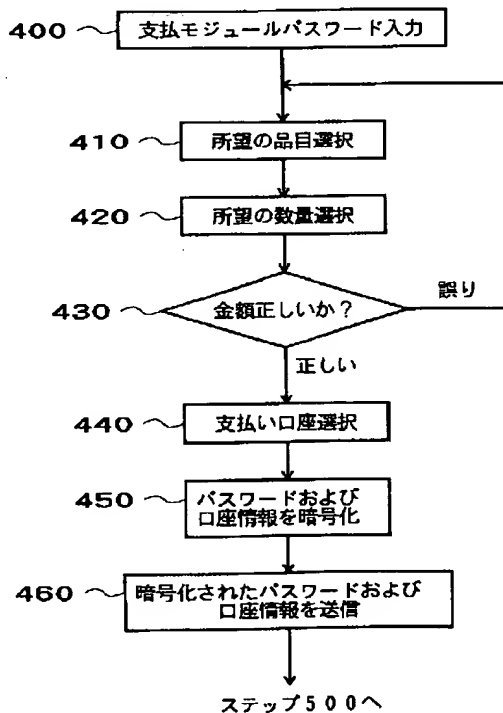 400 支払モジュールパスワード入力
410 所望の品目選択
420 所望の数量選択
430 金額正しいか？ 誤り
正しい
440 支払い口座選択
450 パスワードおよび
口座情報を暗号化
460 暗号化されたパスワードおよび
口座情報を送信
ステップ500へ